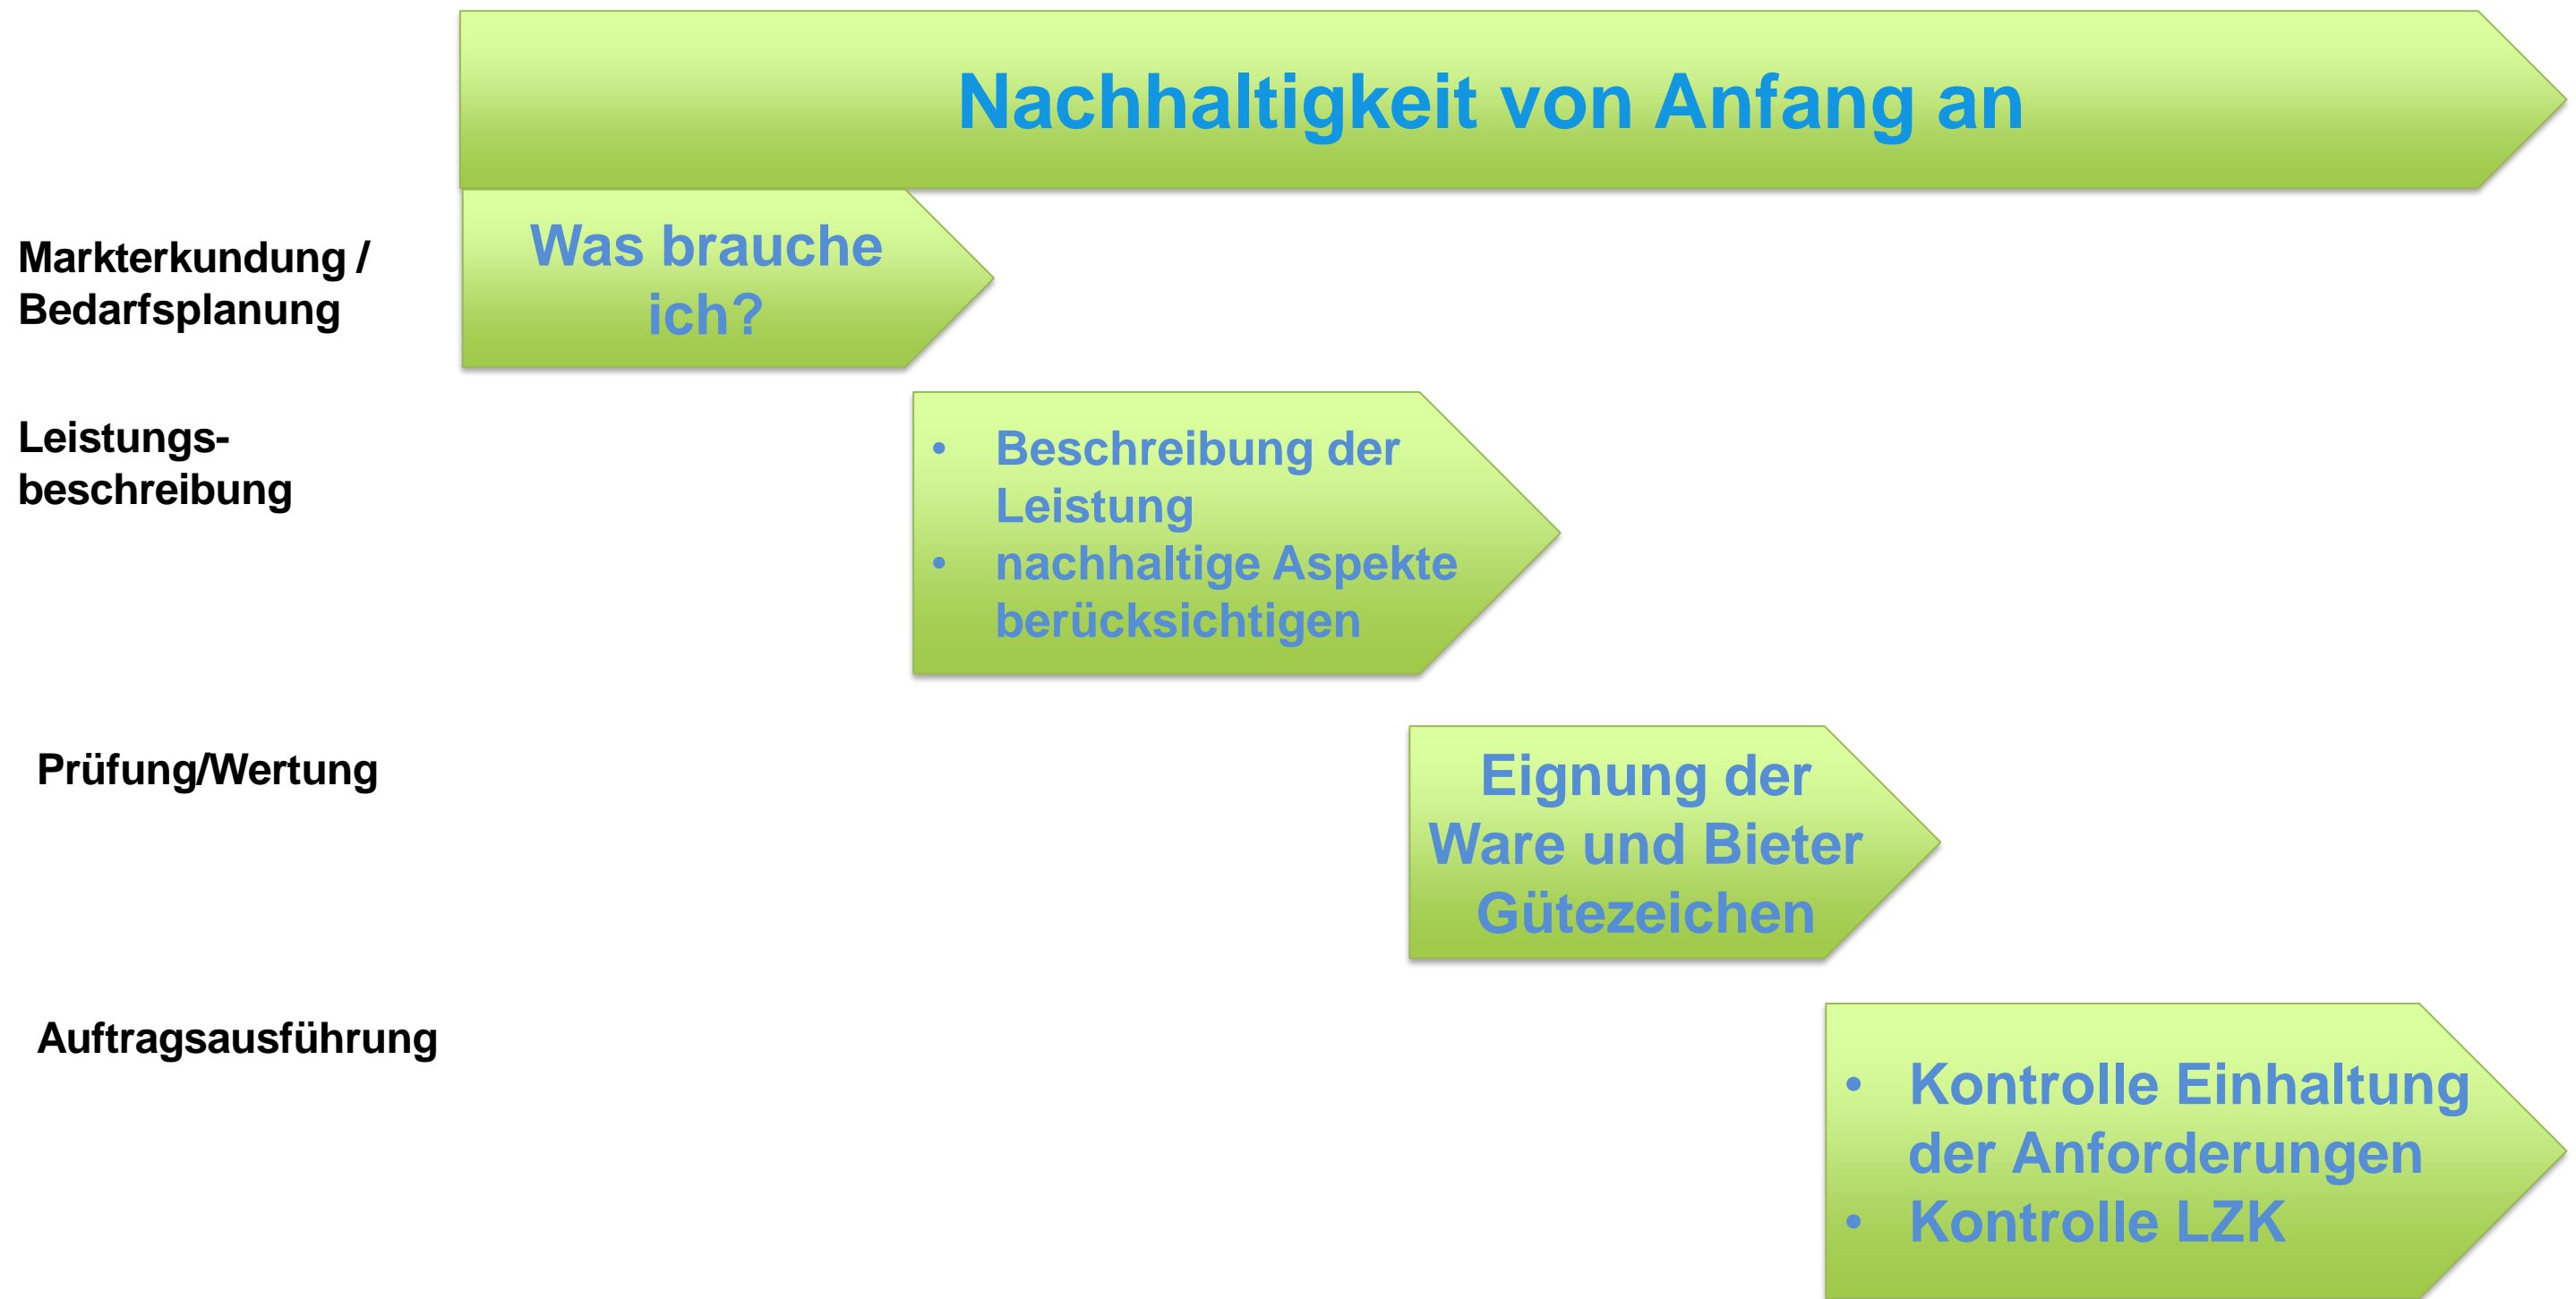 Nachhaltigkeit von Anfang an
Markterkundung /
Bedarfsplanung
Was brauche
ich?
Leistungs-
beschreibung
• Beschreibung der
Leistung
• nachhaltige Aspekte
berücksichtigen
Prüfung/Wertung
Eignung der
Ware und Bieter
Gütezeichen
Auftragsausführung
• Kontrolle Einhaltung
der Anforderungen
• Kontrolle LZK